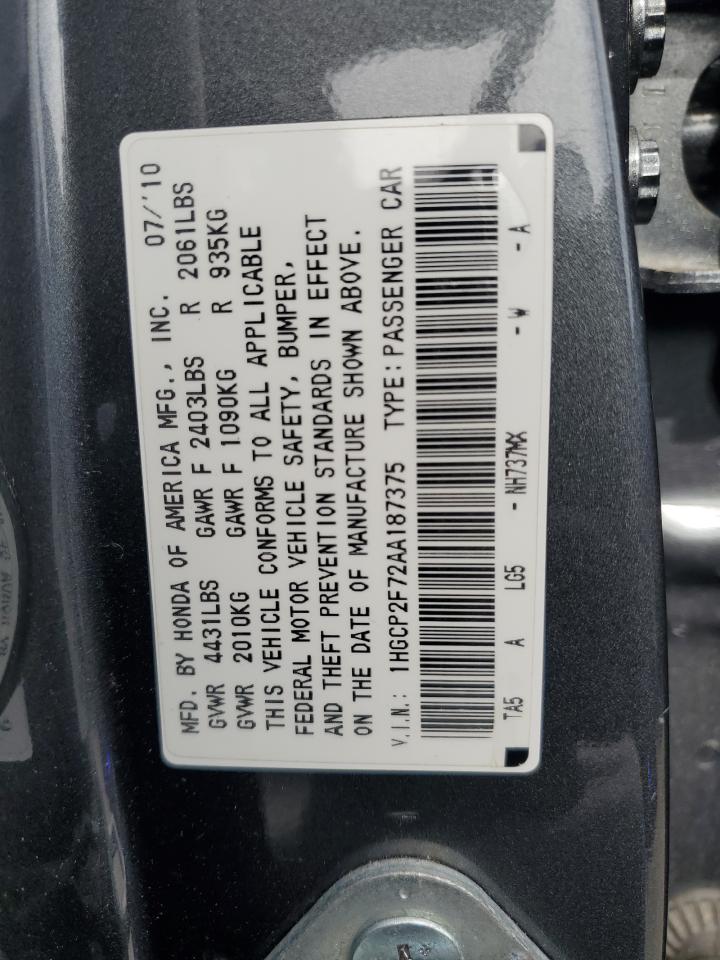 MFD. BY HONDA OF AMERICA MFG., INC. 07/'10
GVWR 4431LBS GAWR F 2403LBS R 2061LBS
GVWR 2010KG GAWR F 1090KG R 935KG
THIS VEHICLE CONFORMS TO ALL APPLICABLE
FEDERAL MOTOR VEHICLE SAFETY, BUMPER,
AND THEFT PREVENTION STANDARDS IN EFFECT
ON THE DATE OF MANUFACTURE SHOWN ABOVE.
V.I.N.: 1HGCP2F72AA187375 TYPE:PASSENGER CAR
TA5 A LG5 - NH737MX - W - A